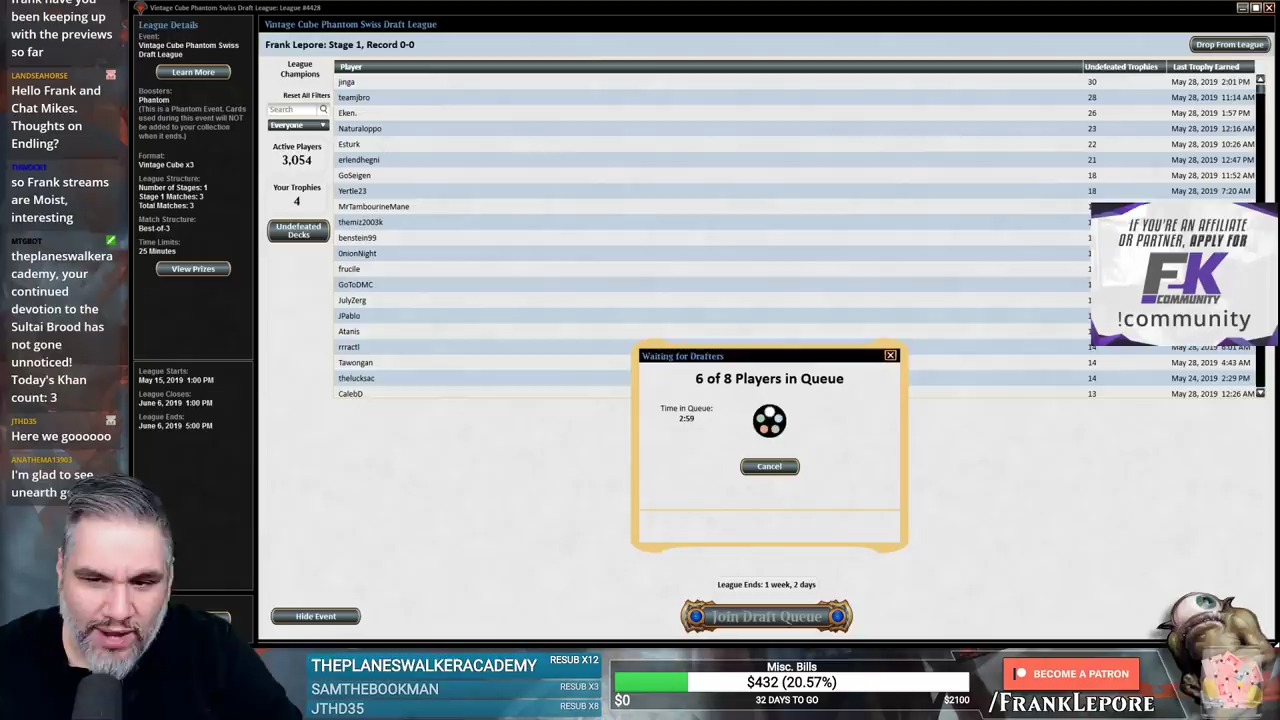 frank have you
been keeping up
with the previews
so far
LANDSEAHORSE
Hello Frank and
Chat Mikes.
Thoughts on
Endling?
so Frank streams
are Moist,
interesting
MTGBOT
theplaneswalkera
cademy, your
continued
devotion to the
Sultai Brood has
not gone
unnoticed!
Today's Khan
count: 3
JTHD35
Here we goooooo
ANATHEMA13903
I'm glad to see
unearth
Vintage Cube Phantom Swiss Draft League: League #4428
League Details
Event:
Vintage Cube Phantom Swiss
Draft League
Learn More
Boosters:
Phantom
(This is a Phantom Event. Cards
used during this event will NOT
be added to your collection
when it ends.)
Format:
Vintage Cube x3
League Structure:
Number of Stages: 1
Stage 1 Matches: 3
Total Matches: 3
Match Structure:
Best-of-3
Time Limits:
25 Minutes
View Prizes
League Starts:
May 15, 2019 1:00 PM
League Closes:
June 6, 2019 1:00 PM
League Ends:
June 6, 2019 5:00 PM
Vintage Cube Phantom Swiss Draft League
Frank Lepore: Stage 1, Record 0-0
Drop From League
League
Champions
Reset All Filters
Search
Everyone
Active Players
3,054
Your Trophies
4
Undefeated
Decks
Player Undefeated Trophies Last Trophy Earned
jinga 30 May 28, 2019 2:01 PM
teamjbro 28 May 28, 2019 11:14 AM
Eken. 26 May 28, 2019 1:57 PM
Naturaloppo 23 May 28, 2019 12:16 AM
Esturk 22 May 28, 2019 10:26 AM
erlendhegni 21 May 28, 2019 12:47 PM
GoSeigen 18 May 28, 2019 11:52 AM
Yertle23 18 May 28, 2019 7:20 AM
MrTambourineMane
themiz2003k
benstein99
0nionNight
frucile
GoToDMC
JulyZerg
JPablo
Atanis
rrractl 14 May 28, 2019 8:01 AM
Tawongan 14 May 28, 2019 4:43 AM
thelucksac 14 May 24, 2019 2:29 PM
CalebD 13 May 28, 2019 12:26 AM
IF YOU'RE AN AFFILIATE
OR PARTNER, APPLY FOR
COMMUNITY
!community
Waiting for Drafters
6 of 8 Players in Queue
Time in Queue:
2:59
Cancel
League Ends: 1 week, 2 days
Hide Event
Join Draft Queue
THEPLANESWALKERACADEMY RESUB X12
SAMTHEBOOKMAN RESUB X3
JTHD35 RESUB X8
Misc. Bills
$432 (20.57%)
$0 32 DAYS TO GO $2100
BECOME A PATRON
/FRANKLEPORE